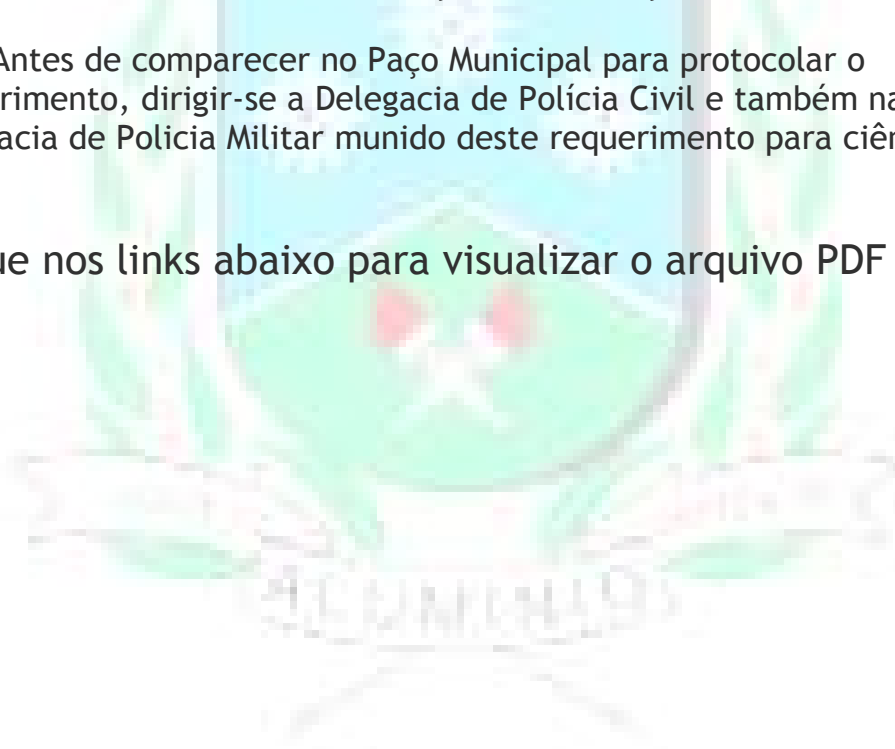 Antes de comparecer no Paço Municipal para protocolar o
rimento, dirigir-se a Delegacia de Polícia Civil e também na
acia de Policia Militar munido deste requerimento para ciên
ue nos links abaixo para visualizar o arquivo PDF
ALUMÍNIO